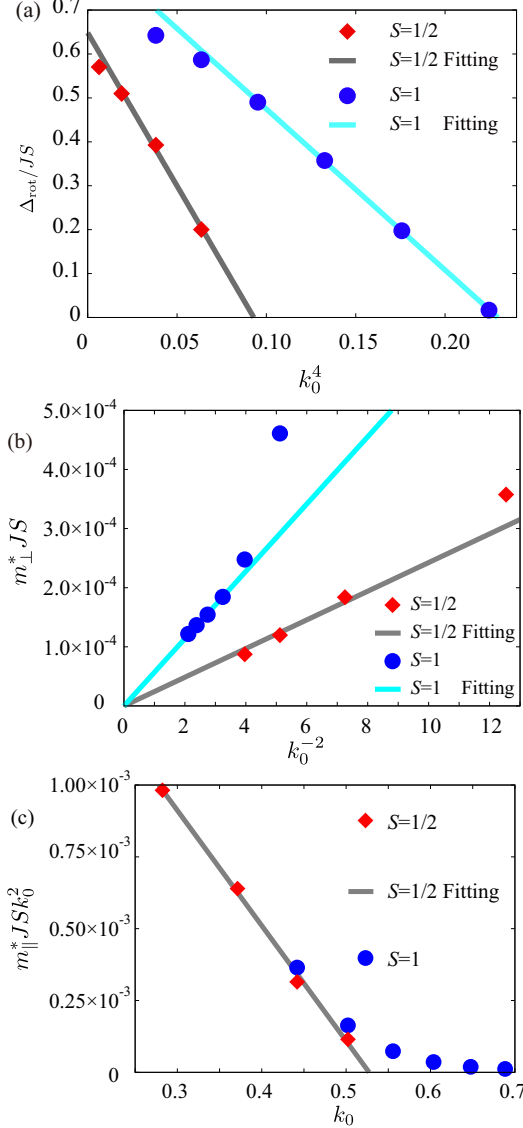 (a)
0.7
0.6
0.5
0.4
0.3
0.2
0.1
0
Δrot/JS
S=1/2
S=1/2 Fitting
S=1
S=1 Fitting
0 0.05 0.10 0.15 0.20
k₀⁴
(b)
5.0×10⁻⁴
4.0×10⁻⁴
3.0×10⁻⁴
2.0×10⁻⁴
1.0×10⁻⁴
0
m*⊥JS
S=1/2
S=1/2 Fitting
S=1
S=1 Fitting
0 2 4 6 8 10 12
k₀⁻²
(c)
1.00×10⁻³
0.75×10⁻³
0.50×10⁻³
0.25×10⁻³
0
m*∥JSk₀²
S=1/2
S=1/2 Fitting
S=1
0.3 0.4 0.5 0.6 0.7
k₀